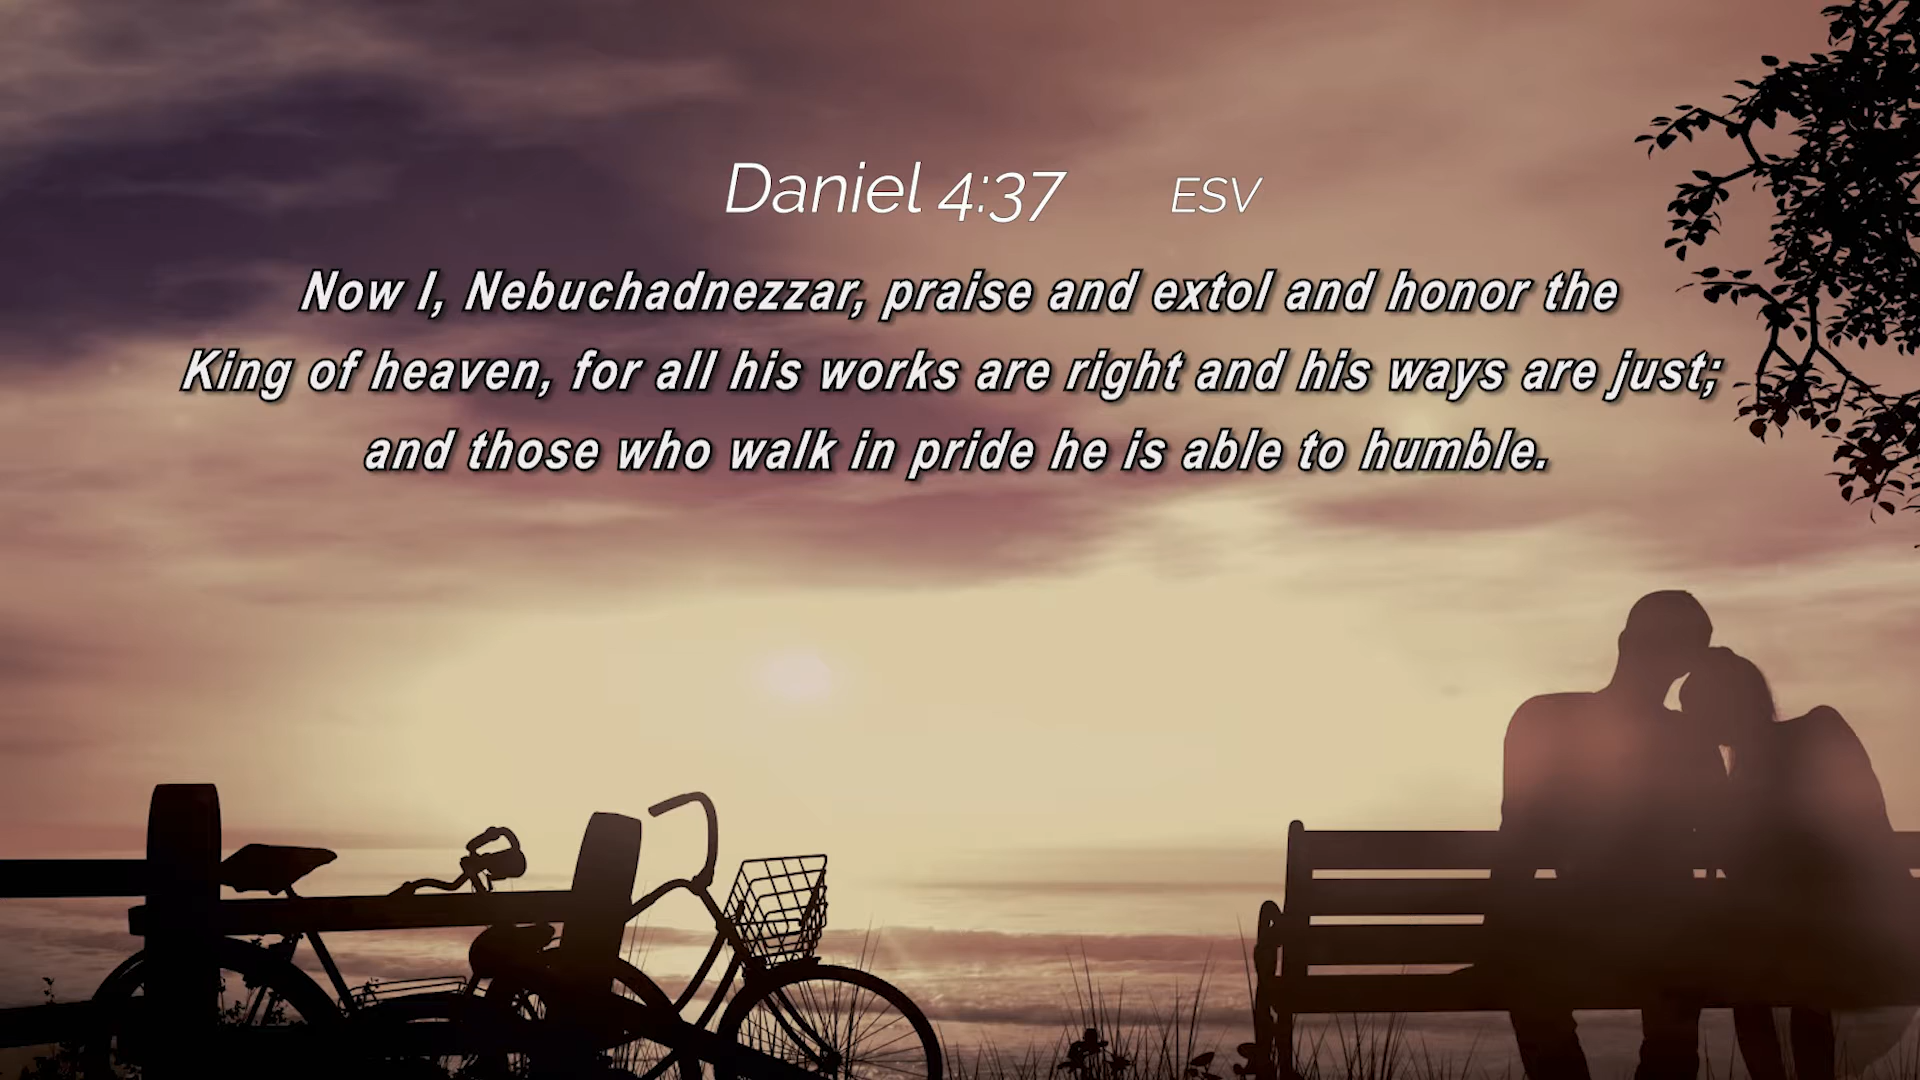 Daniel 4:37 ESV
Now I, Nebuchadnezzar, praise and extol and honor the
King of heaven, for all his works are right and his ways are just;
and those who walk in pride he is able to humble.